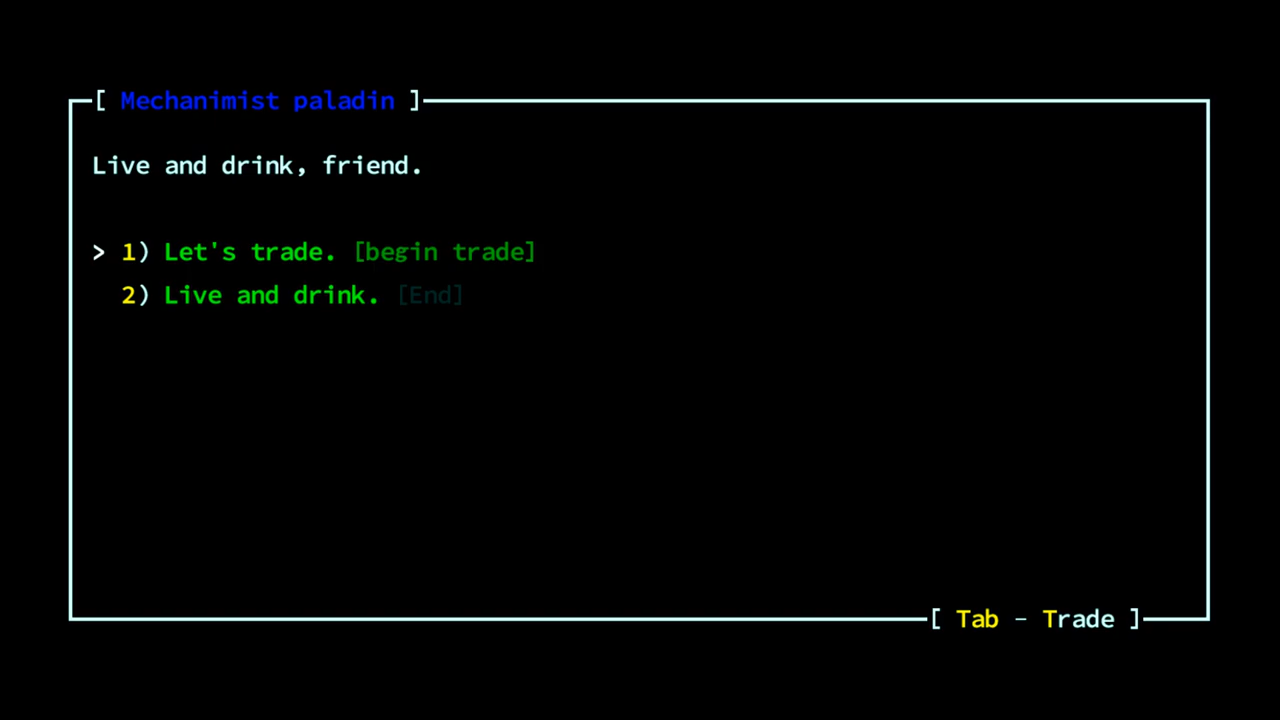 [ Mechanimist paladin ]
Live and drink, friend.
> 1) Let's trade. [begin trade]
2) Live and drink. [End]
[ Tab - Trade ]